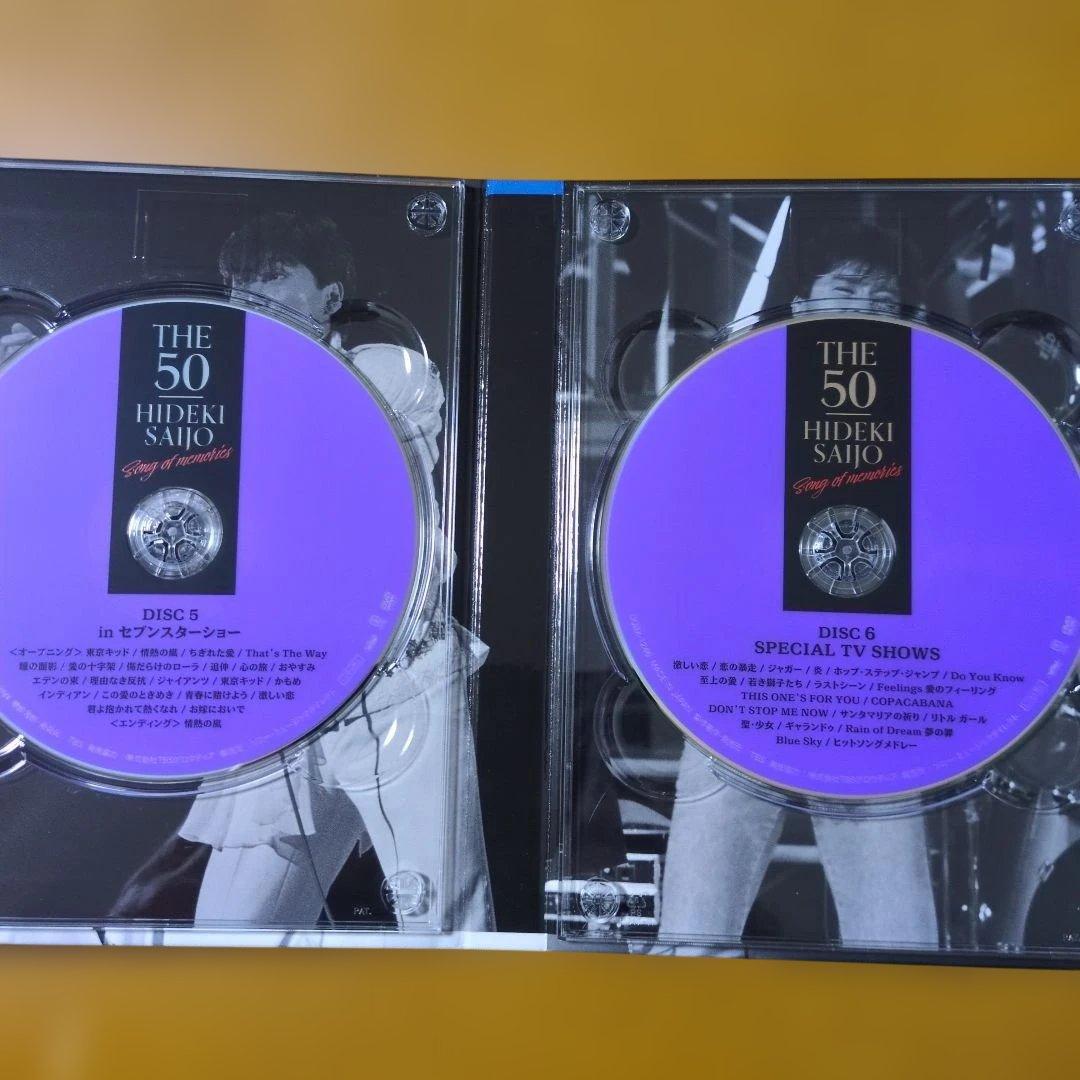 THE
50
HIDEKI
SAIJO
Song of memories
DISC 5
in セブンスターショー
<オープニング> 東京キッド / 情熱の嵐 / ちぎれた愛 / That's The Way
瞳の面影 / 愛の十字架 / 傷だらけのローラ / 追伸 / 心の旅 / おやすみ
エデンの東 / 理由なき反抗 / ジャイアンツ / 東京キッド / かもめ
インディアン / この愛のときめき / 青春に賭けよう / 激しい恋
君よ抱かれて熱くなれ / お嫁においで
<エンディング> 情熱の嵐
PAT.
THE
50
HIDEKI
SAIJO
Song of memories
DISC 6
SPECIAL TV SHOWS
激しい恋 / 恋の暴走 / ジャガー / 炎 / ホップ・ステップ・ジャンプ / Do You Know
至上の愛 / 若き獅子たち / ラストシーン / Feelings 愛のフィーリング
THIS ONE'S FOR YOU / COPACABANA
DON'T STOP ME NOW / サンタマリアの祈り / リトル ガール
聖・少女 / ギャランドゥ / Rain of Dream 夢の罪
Blue Sky / ヒットソングメドレー
PAT.